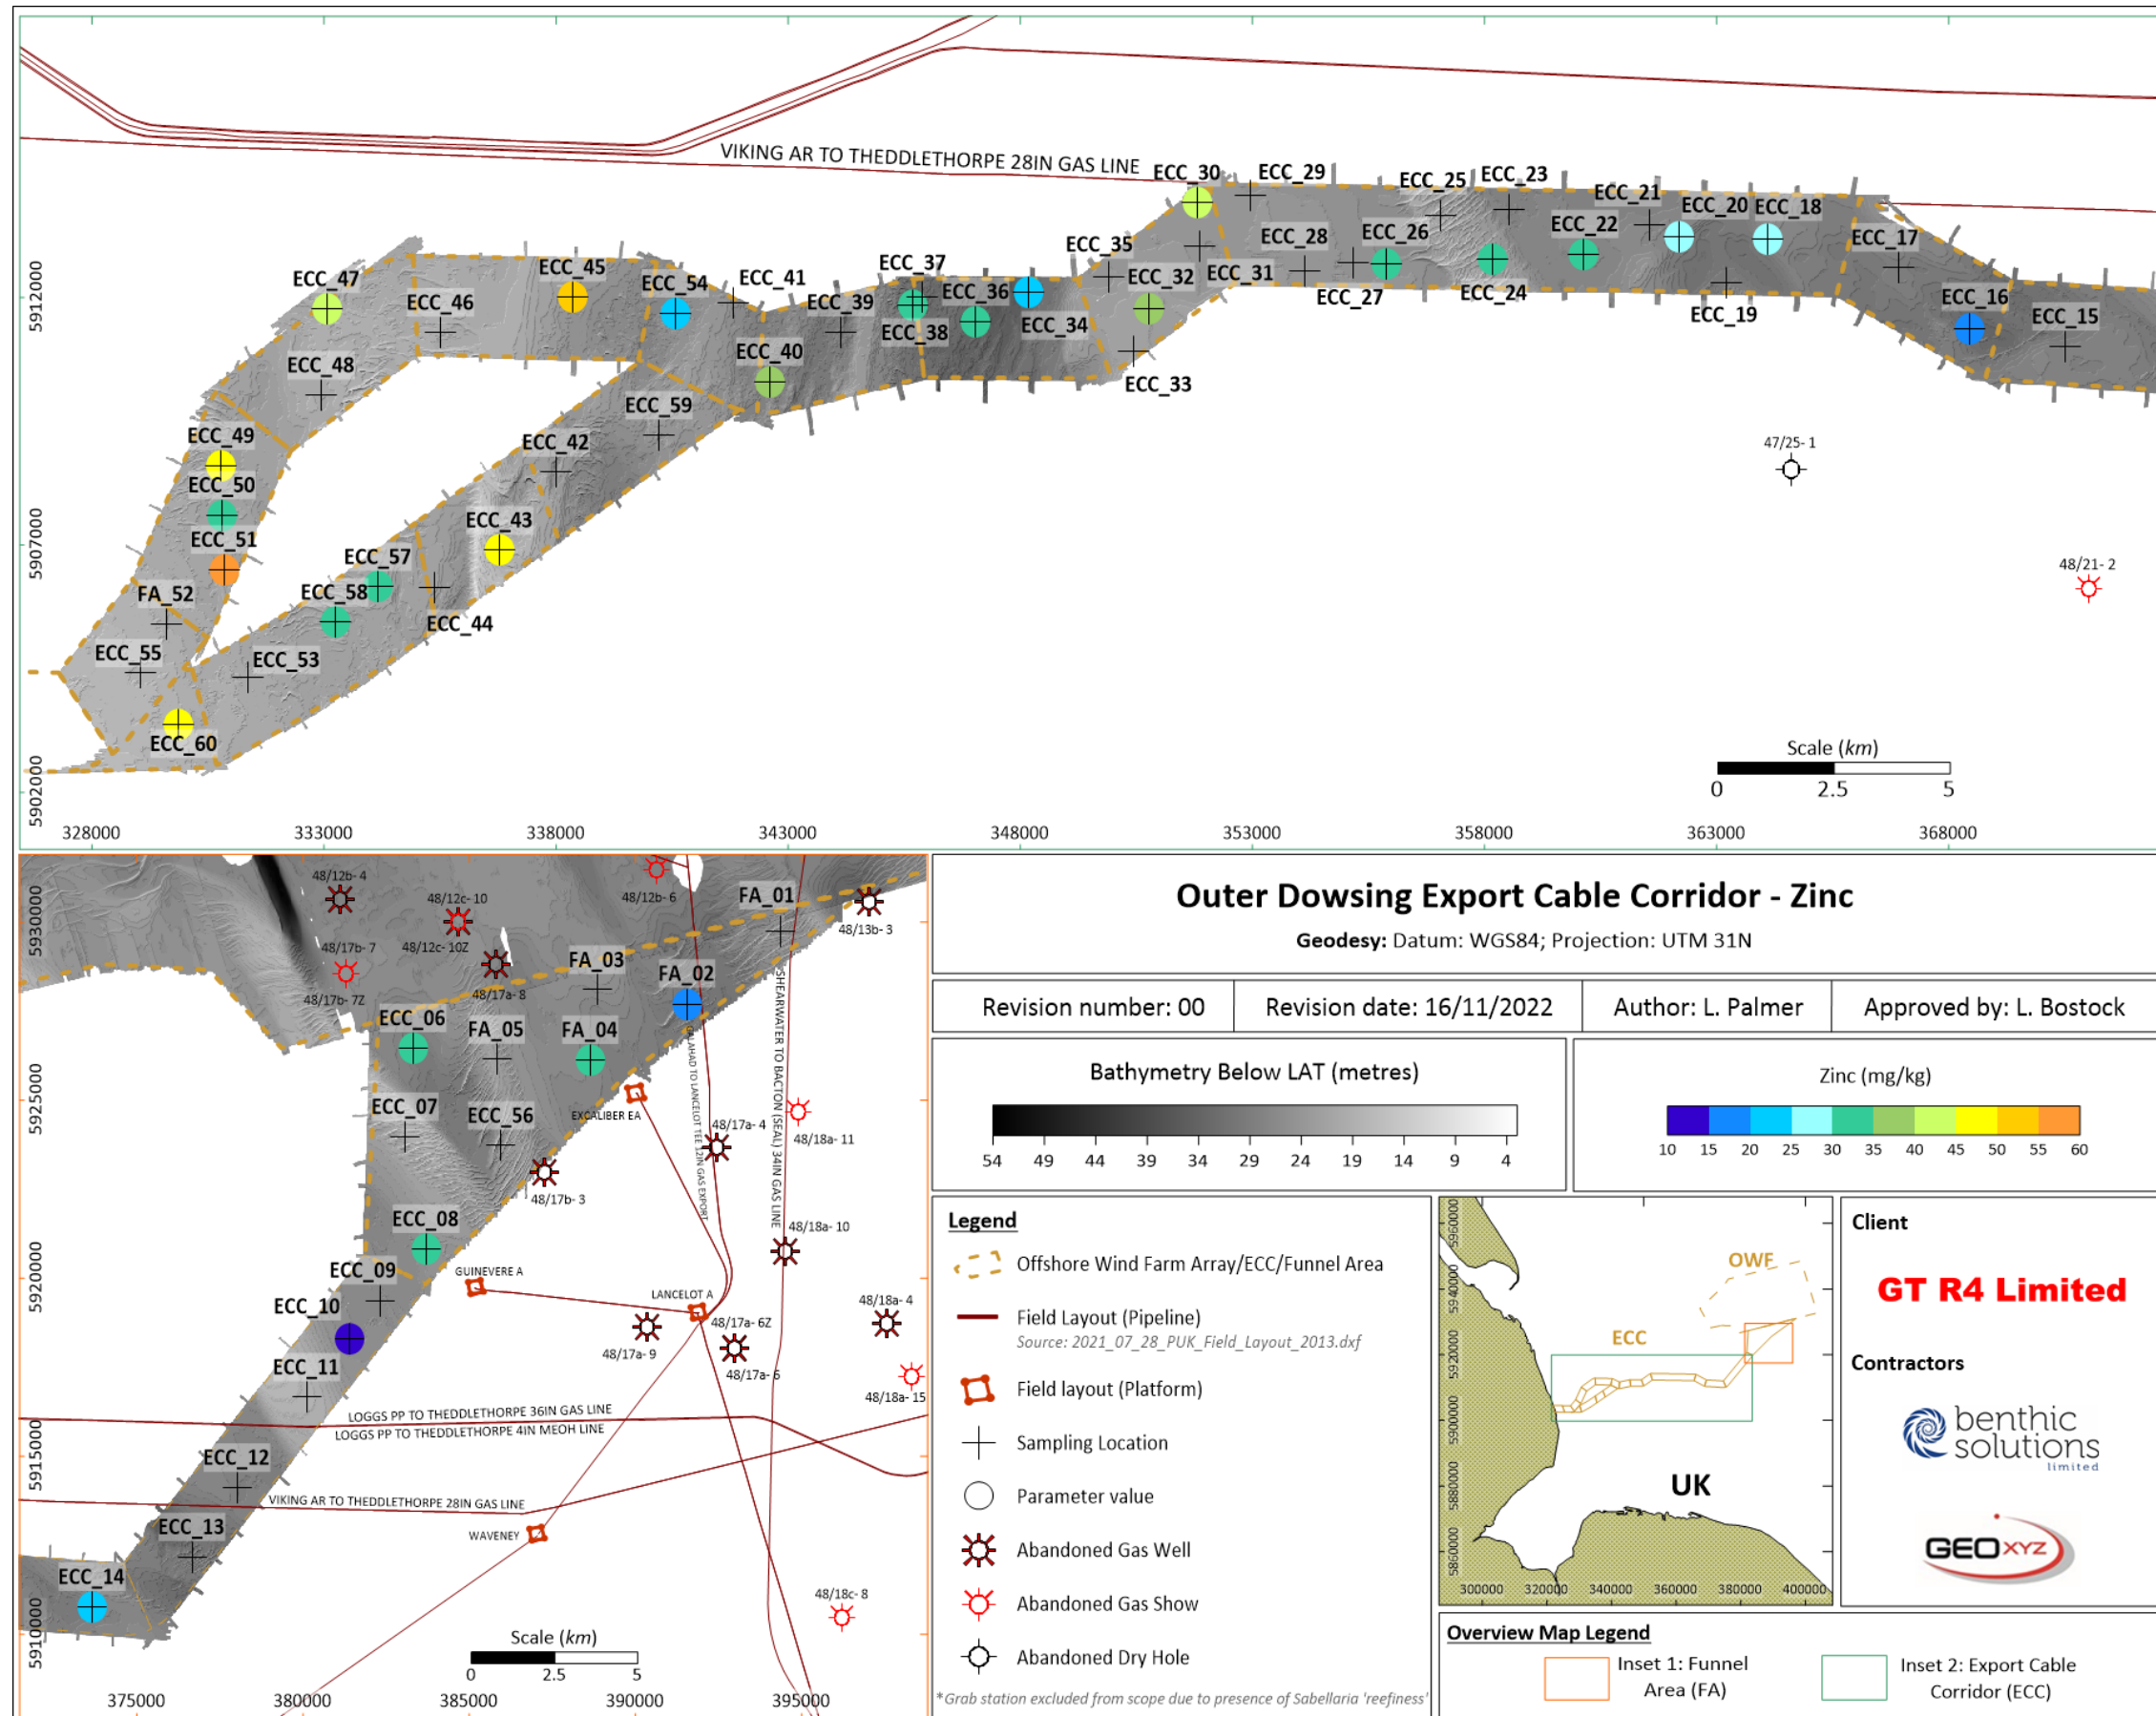 VIKING AR TO THEDDLETHORPE 28IN GAS LINE
ECC_30
ECC_29
ECC_25
ECC_23
ECC_21
ECC_20
ECC_18
ECC_17
ECC_35
ECC_28
ECC_26
ECC_22
ECC_47
ECC_45
ECC_54
ECC_41
ECC_37
ECC_32
ECC_31
ECC_46
ECC_39
ECC_36
ECC_27
ECC_24
ECC_16
ECC_15
ECC_38
ECC_34
ECC_19
ECC_48
ECC_40
ECC_33
ECC_59
ECC_49
ECC_42
47/25- 1
ECC_50
ECC_43
ECC_51
ECC_57
48/21- 2
FA_52
ECC_58
ECC_44
ECC_55
ECC_53
ECC_60
5912000
5907000
5902000
Scale (km)
0 2.5 5
328000 333000 338000 343000 348000 353000 358000 363000 368000
48/12b- 4
48/12c- 10
48/12b- 6
FA_01
48/13b- 3
48/17b- 7
48/12c- 10Z
FA_03
FA_02
48/17b- 7Z
48/17a- 8
ECC_06
FA_05
FA_04
SHEARWATER TO BACTON (SEAL) 34IN GAS LINE
GALAHAD TO LANCELOT TEE 12IN GAS EXPORT
EXCALIBER EA
ECC_07
ECC_56
48/17a- 4
48/18a- 11
48/17b- 3
ECC_08
48/18a- 10
ECC_09
GUINEVERE A
LANCELOT A
ECC_10
48/18a- 4
48/17a- 6Z
48/17a- 9
48/17a- 6
ECC_11
48/18a- 15
LOGGS PP TO THEDDLETHORPE 36IN GAS LINE
LOGGS PP TO THEDDLETHORPE 4IN MEOH LINE
ECC_12
VIKING AR TO THEDDLETHORPE 28IN GAS LINE
ECC_13
WAVENEY
ECC_14
48/18c- 8
5930000
5925000
5920000
5915000
5910000
Scale (km)
0 2.5 5
375000 380000 385000 390000 395000
Outer Dowsing Export Cable Corridor - Zinc
Geodesy: Datum: WGS84; Projection: UTM 31N
Revision number: 00
Revision date: 16/11/2022
Author: L. Palmer
Approved by: L. Bostock
Bathymetry Below LAT (metres)
54 49 44 39 34 29 24 19 14 9 4
Zinc (mg/kg)
10 15 20 25 30 35 40 45 50 55 60
Legend
Offshore Wind Farm Array/ECC/Funnel Area
Field Layout (Pipeline)
Source: 2021_07_28_PUK_Field_Layout_2013.dxf
Field layout (Platform)
Sampling Location
Parameter value
Abandoned Gas Well
Abandoned Gas Show
Abandoned Dry Hole
*Grab station excluded from scope due to presence of Sabellaria 'reefiness'
OWF
ECC
UK
5960000
5940000
5920000
5900000
5880000
5860000
300000 320000 340000 360000 380000 400000
Client
GT R4 Limited
Contractors
benthic
solutions
limited
GEOXYZ
Overview Map Legend
Inset 1: Funnel
Area (FA)
Inset 2: Export Cable
Corridor (ECC)